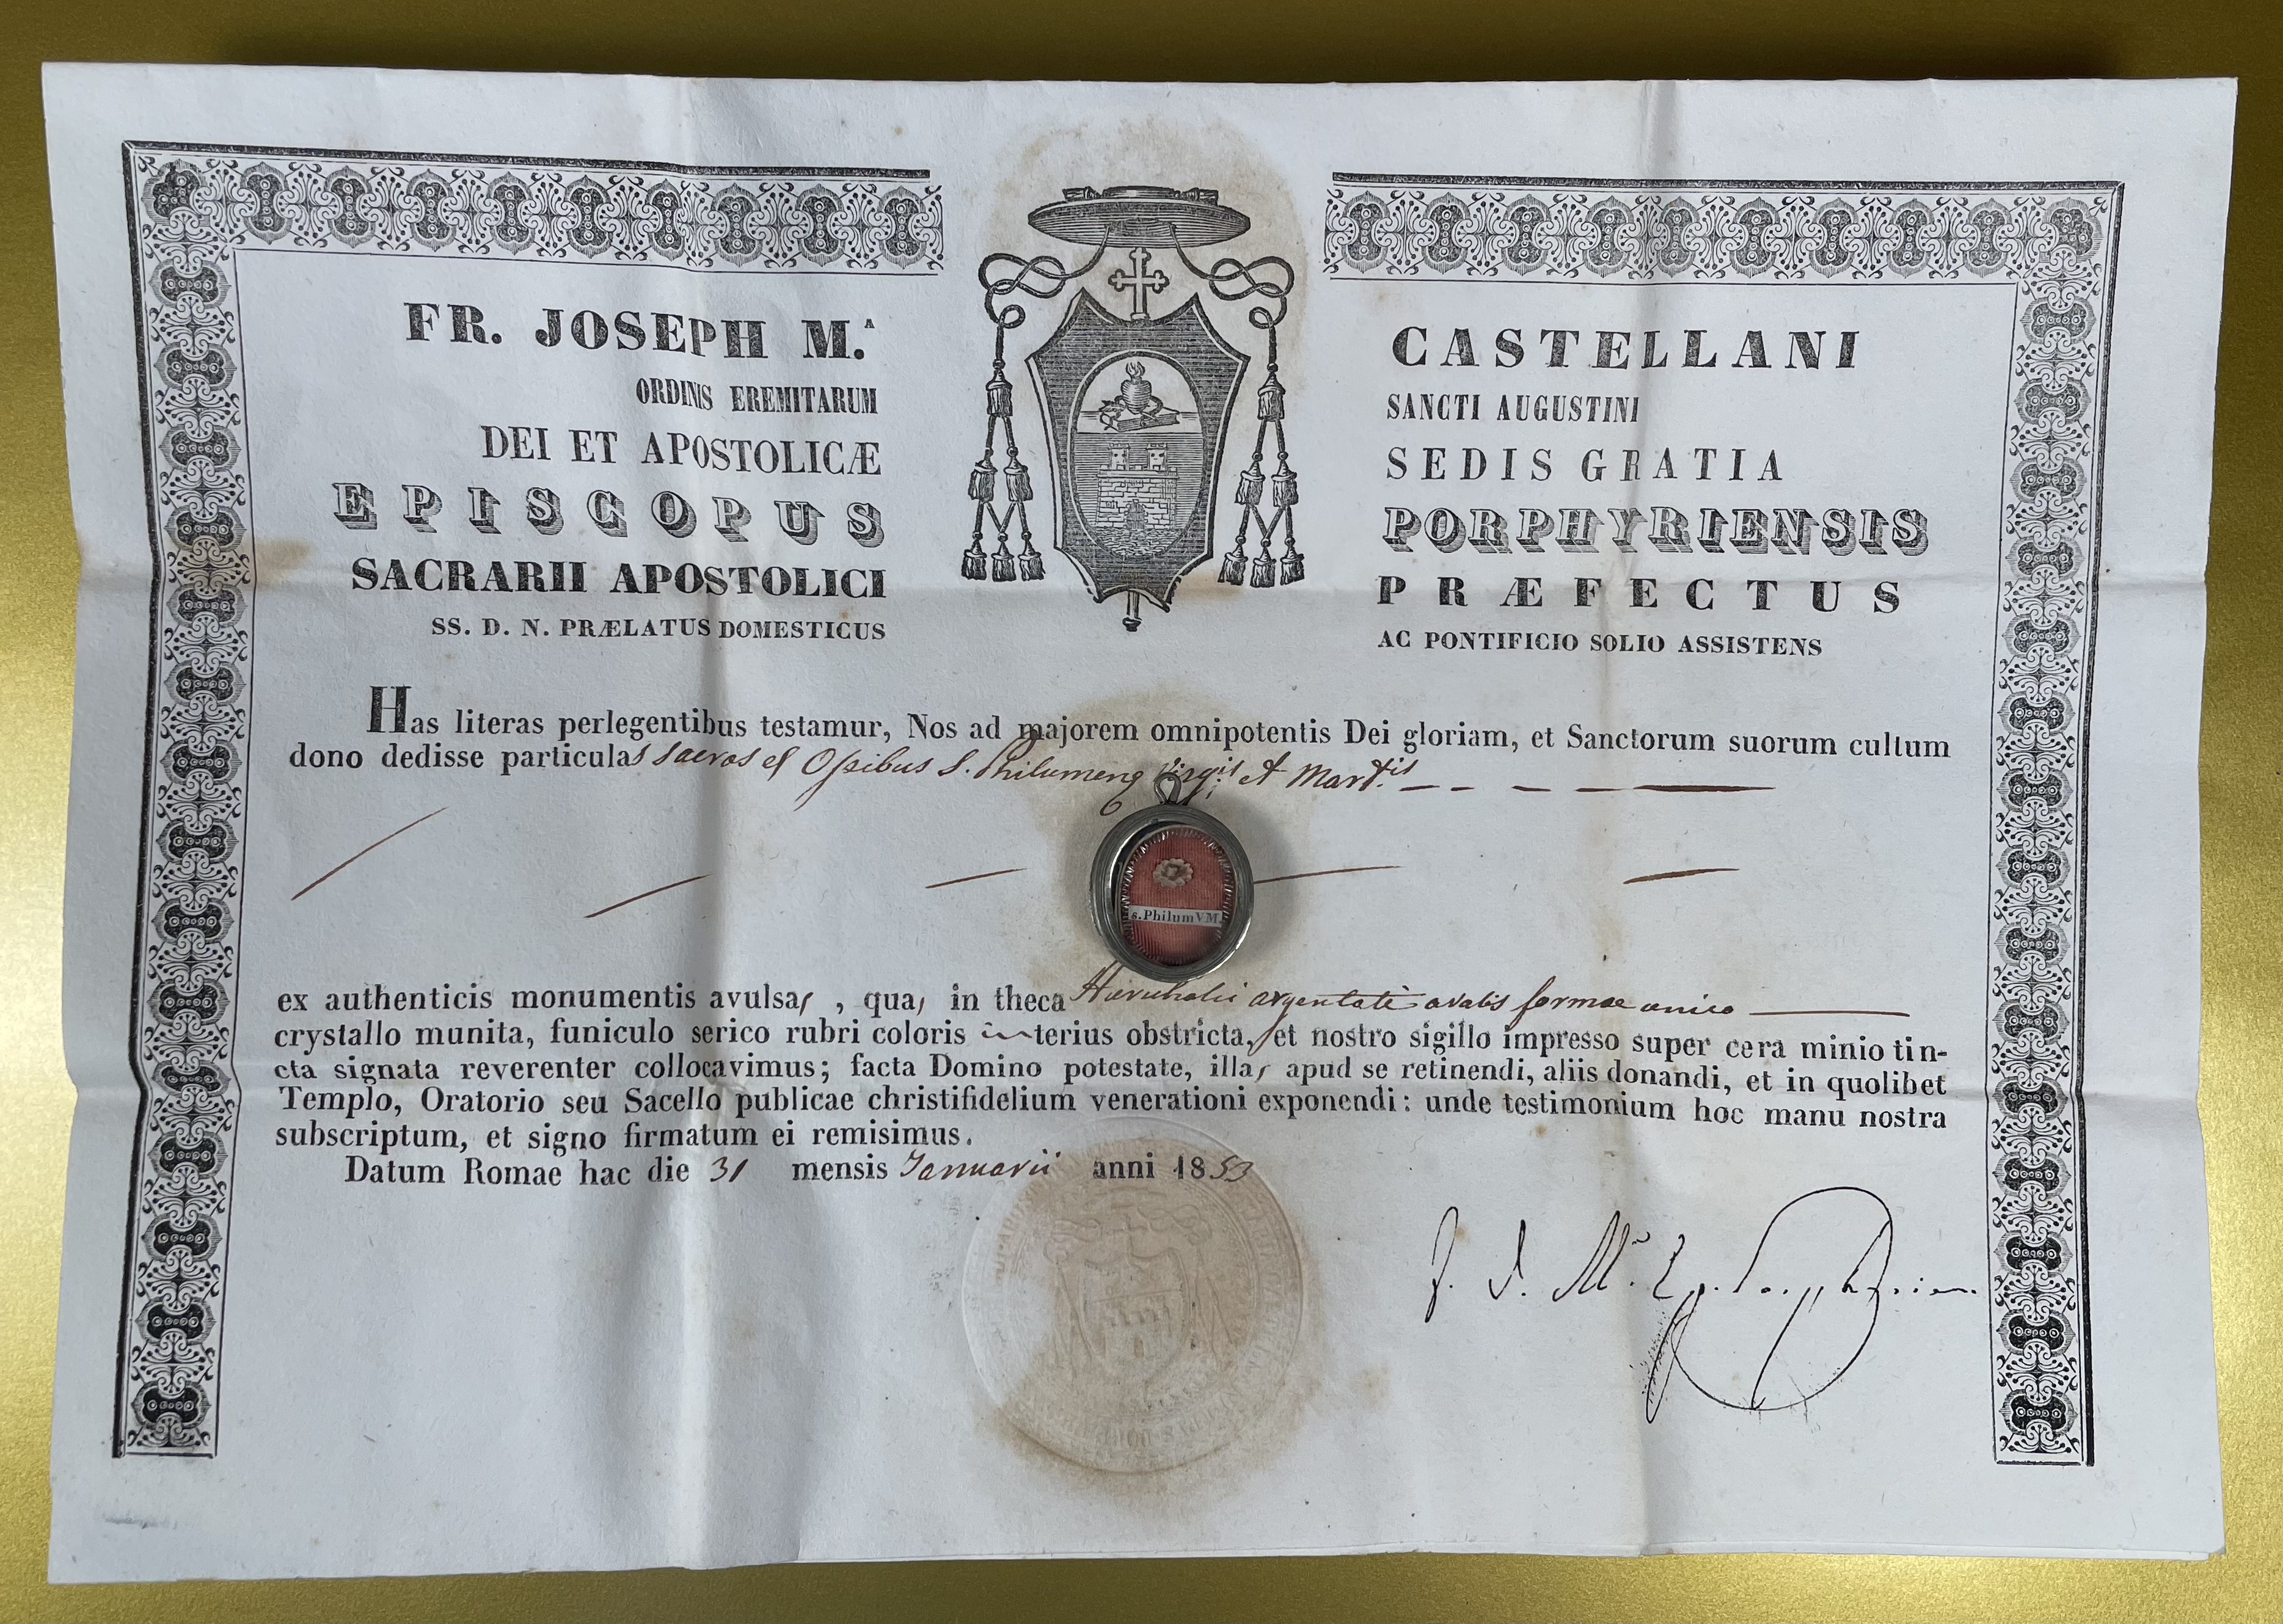 FR. JOSEPH M.A CASTELLANI
ORDINIS EREMITARUM SANCTI AUGUSTINI
DEI ET APOSTOLICÆ SEDIS GRATIA
EPISCOPUS PORPHYRIENSIS
SACRARII APOSTOLICI PRÆFECTUS
SS. D. N. PRÆLATUS DOMESTICUS AC PONTIFICIO SOLIO ASSISTENS
Has literas perlegentibus testamur, Nos ad majorem omnipotentis Dei gloriam, et Sanctorum suorum cultum
dono dedisse particulas sacras ex Ossibus S. Philumenę Virgis et Martis
s. Philum V M.
ex authenticis monumentis avulsas, quas in theca argentati ovalis formae unico
crystallo munita, funiculo serico rubri coloris interius obstricta, et nostro sigillo impresso super cera minio tin-
cta signata reverenter collocavimus; facta Domino potestate, illas apud se retinendi, aliis donandi, et in quolibet
Templo, Oratorio seu Sacello publicae christifidelium venerationi exponendi: unde testimonium hoc manu nostra
subscriptum, et signo firmatum ei remisimus.
Datum Romae hac die 31 mensis Januarii anni 1853
F. J. M.a Ep. Porphyrien.